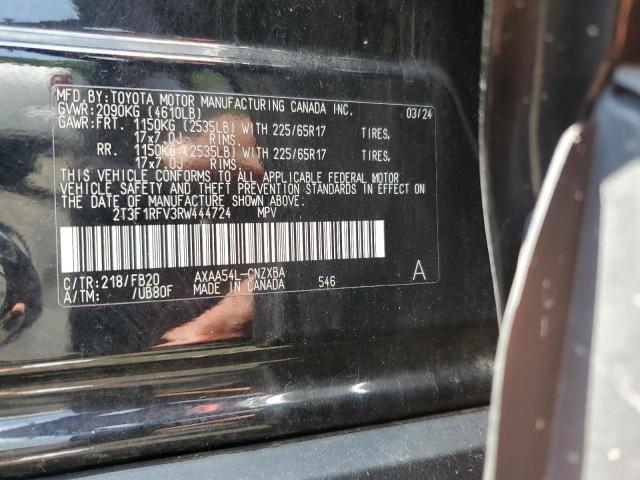 MFD. BY: TOYOTA MOTOR MANUFACTURING CANADA INC. 03/24
GVWR: 2090KG (4610LB)
GAWR: FRT. 1150KG (2535LB) WITH 225/65R17 TIRES,
17x7.0J RIMS.
RR. 1150KG (2535LB) WITH 225/65R17 TIRES,
17x7.0J RIMS.
THIS VEHICLE CONFORMS TO ALL APPLICABLE FEDERAL MOTOR
VEHICLE SAFETY AND THEFT PREVENTION STANDARDS IN EFFECT
ON THE DATE OF MANUFACTURE SHOWN ABOVE.
2T3F1RFV3RW444724 MPV
C/TR: 218/FB20 AXAA54L-CNZXBA A
A/TM: /UB80F MADE IN CANADA 546